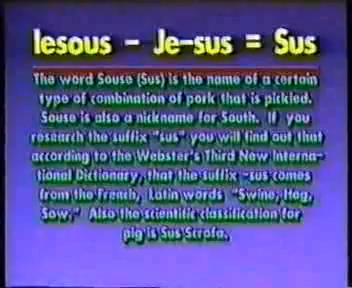 Iesous - Je-sus = Sus
The word Souse (Sus) is the name of a certain
type of combination of pork that is pickled.
Souse is also a nickname for South. If you
research the suffix "sus" you will find out that
according to the Webster's Third New Interna-
tional Dictionary, that the suffix -sus comes
from the French, Latin words "Swine, Hog,
Sow." Also the scientific classification for
pig is Sus Scrofa.